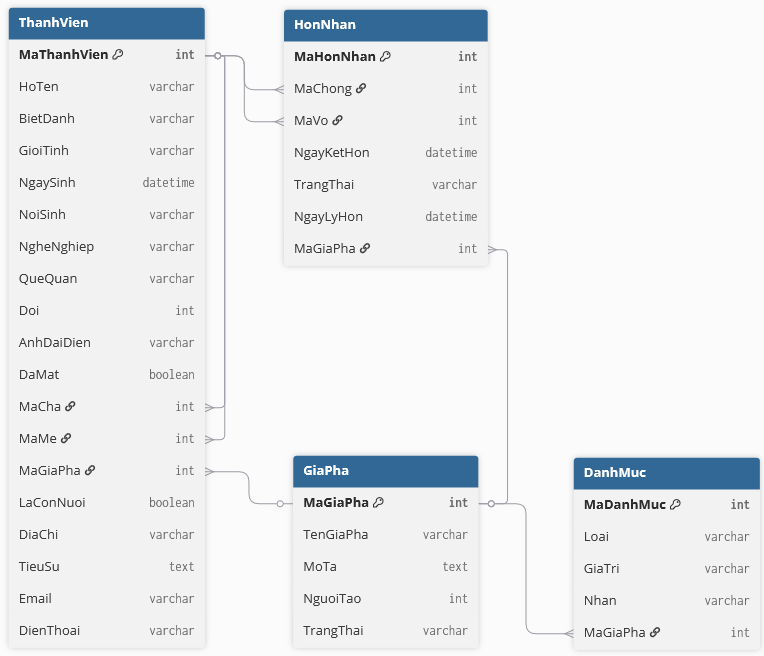 ThanhVien
MaThanhVien int
HoTen varchar
BietDanh varchar
GioiTinh varchar
NgaySinh datetime
NoiSinh varchar
NgheNghiep varchar
QueQuan varchar
Doi int
AnhDaiDien varchar
DaMat boolean
MaCha int
MaMe int
MaGiaPha int
LaConNuoi boolean
DiaChi varchar
TieuSu text
Email varchar
DienThoai varchar
HonNhan
MaHonNhan int
MaChong int
MaVo int
NgayKetHon datetime
TrangThai varchar
NgayLyHon datetime
MaGiaPha int
GiaPha
MaGiaPha int
TenGiaPha varchar
MoTa text
NguoiTao int
TrangThai varchar
DanhMuc
MaDanhMuc int
Loai varchar
GiaTri varchar
Nhan varchar
MaGiaPha int